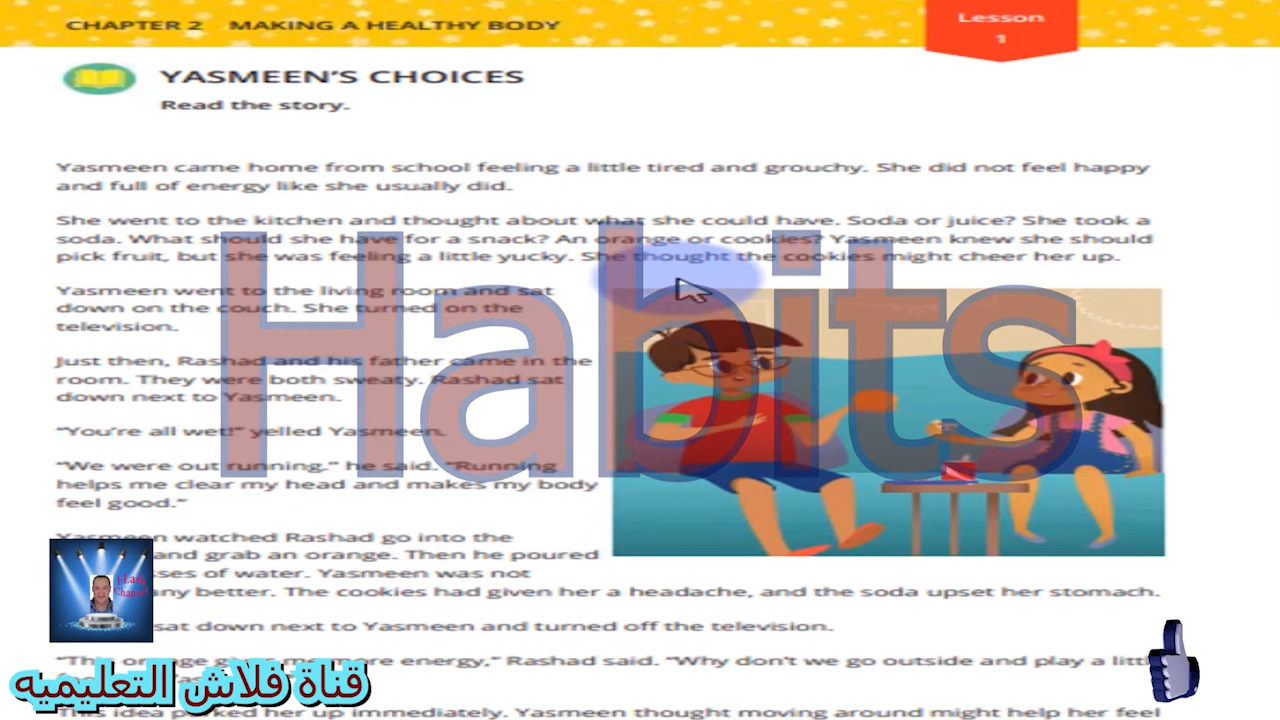 CHAPTER 2 MAKING A HEALTHY BODY
Lesson
1
YASMEEN'S CHOICES
Read the story.
Yasmeen came home from school feeling a little tired and grouchy. She did not feel happy
and full of energy like she usually did.
She went to the kitchen and thought about what she could have. Soda or juice? She took a
soda. What should she have for a snack? An orange or cookies? Yasmeen knew she should
pick fruit, but she was feeling a little yucky. She thought the cookies might cheer her up.
Yasmeen went to the living room and sat
down on the couch. She turned on the
television.
Just then, Rashad and his father came in the
room. They were both sweaty. Rashad sat
down next to Yasmeen.
"You're all wet!" yelled Yasmeen.
"We were out running," he said. "Running
helps me clear my head and makes my body
feel good."
Yasmeen watched Rashad go into the
and grab an orange. Then he poured
of water. Yasmeen was not
any better. The cookies had given her a headache, and the soda upset her stomach.
sat down next to Yasmeen and turned off the television.
"This orange more energy," Rashad said. "Why don't we go outside and play a
This idea perked her up immediately. Yasmeen thought moving around might help her feel
Habits
FLash
Channel
قناة فلاش التعليميه